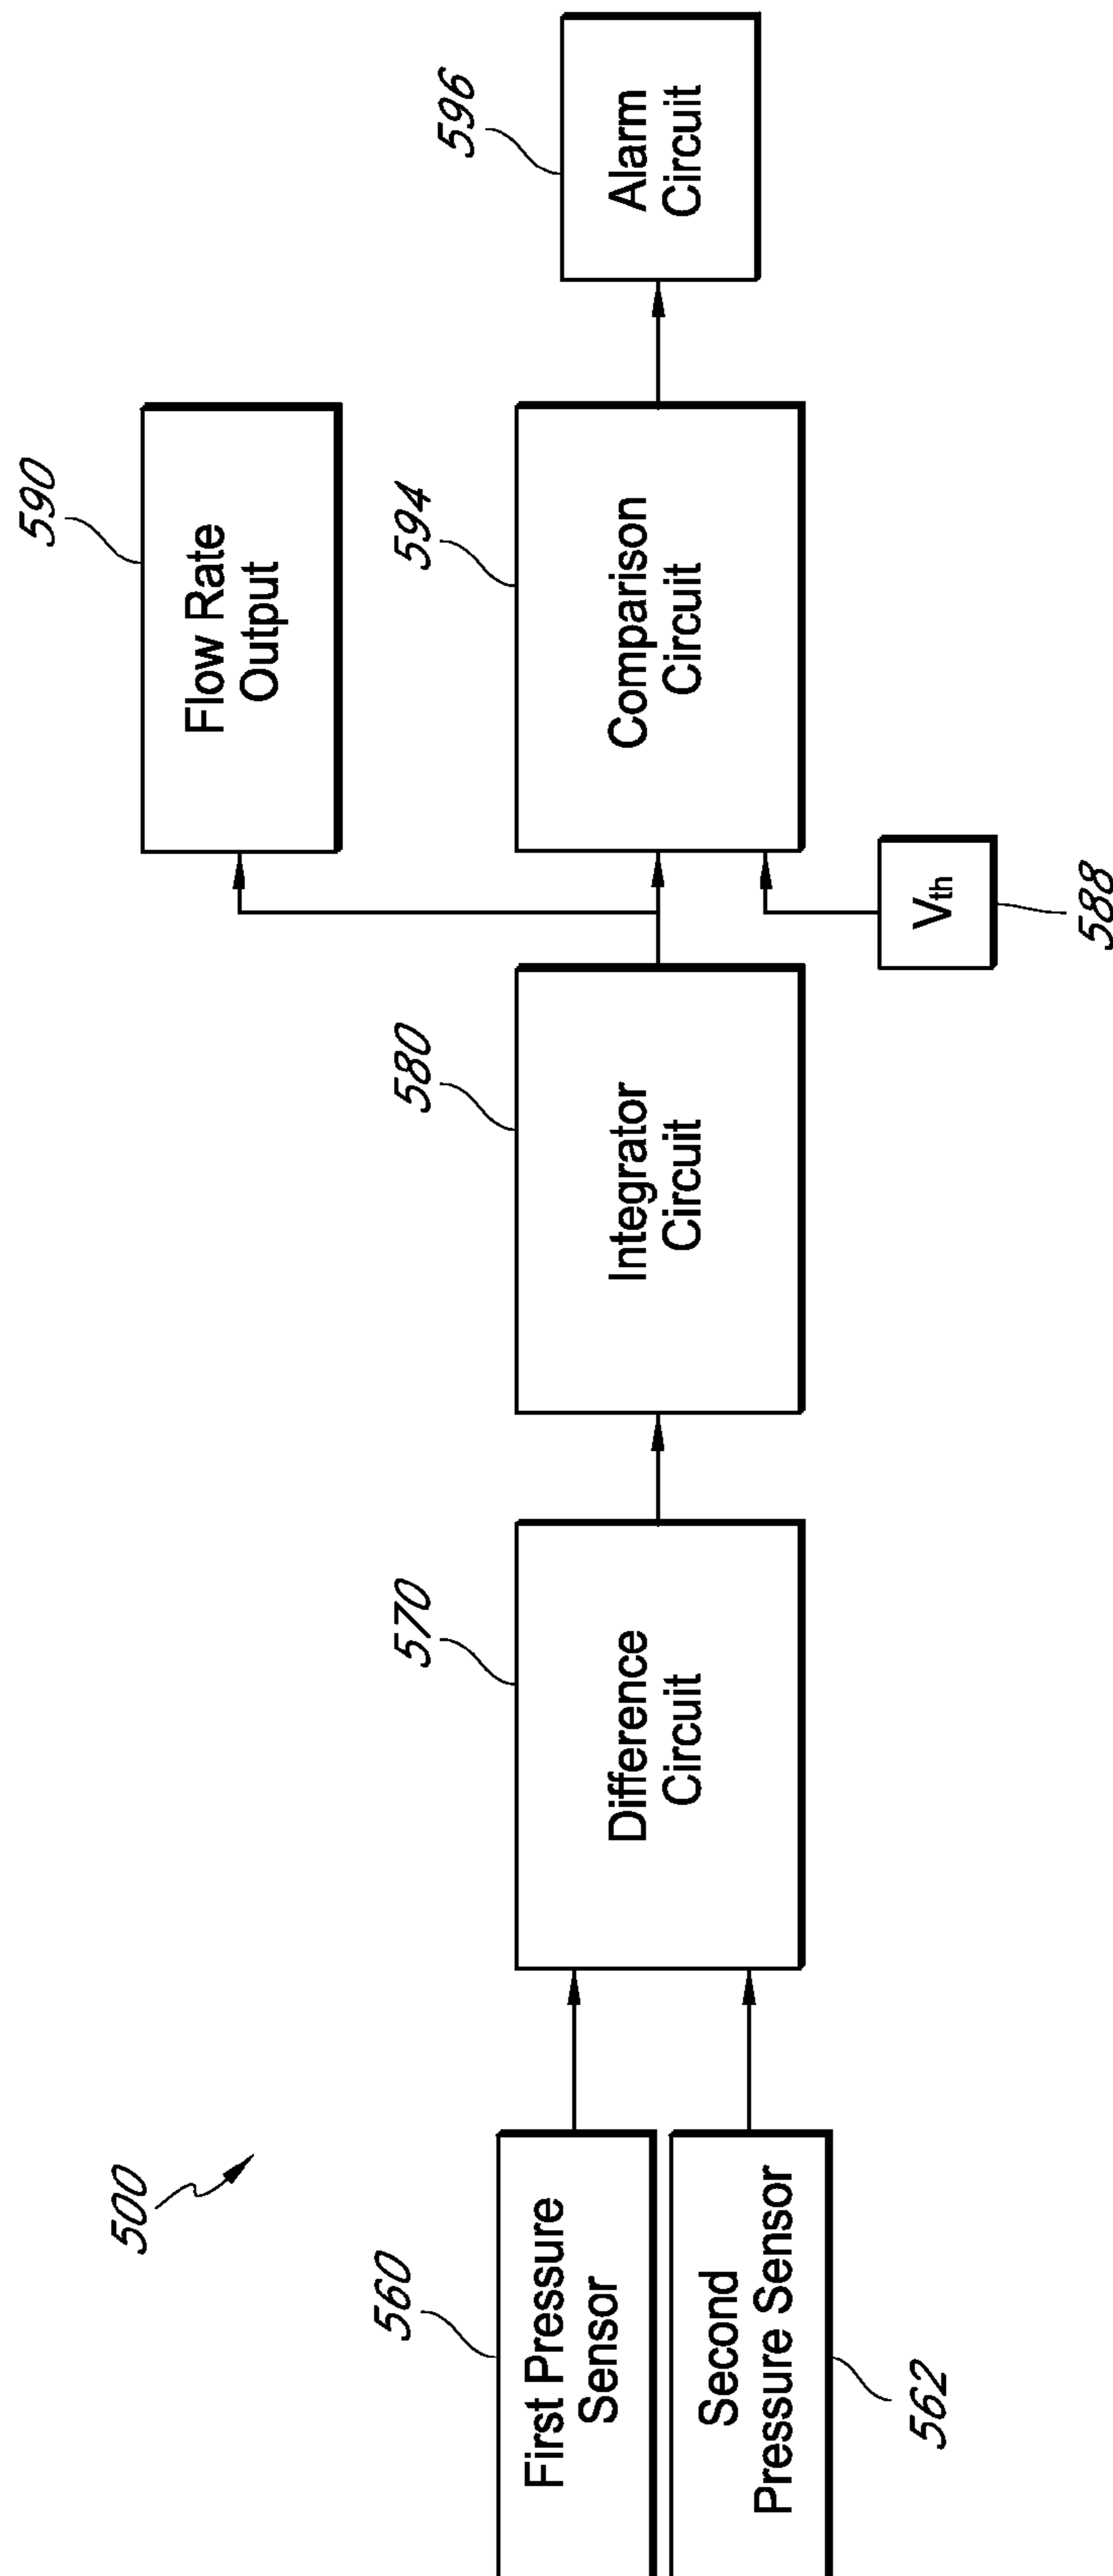 500
560
First Pressure
Sensor
Second
Pressure Sensor
562
570
Difference
Circuit
580
Integrator
Circuit
590
Flow Rate
Output
594
Comparison
Circuit
V_th
588
596
Alarm
Circuit